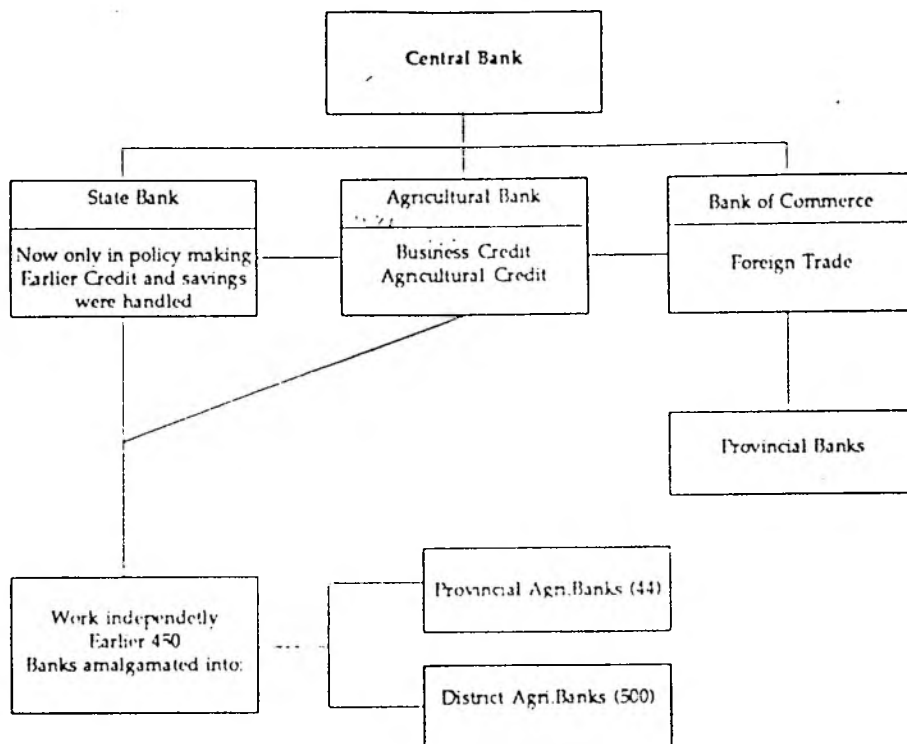 Central Bank
State Bank
Now only in policy making
Earlier Credit and savings
were handled
Agricultural Bank
Business Credit
Agricultural Credit
Bank of Commerce
Foreign Trade
Provincial Banks
Work independetly
Earlier 450
Banks amalgamated into:
Provincial Agri.Banks (44)
District Agri.Banks (500)